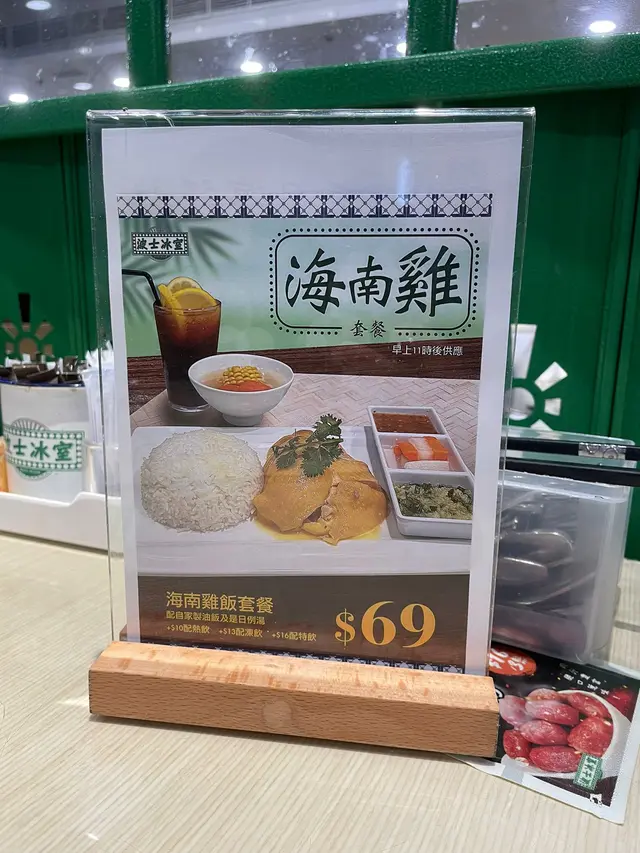 波士冰室
海南雞
套餐
早上11時後供應
士冰室
海南雞飯套餐
配自家製油飯及是日例湯
+$10配熱飲 +$13配凍飲 +$16配特飲
$69